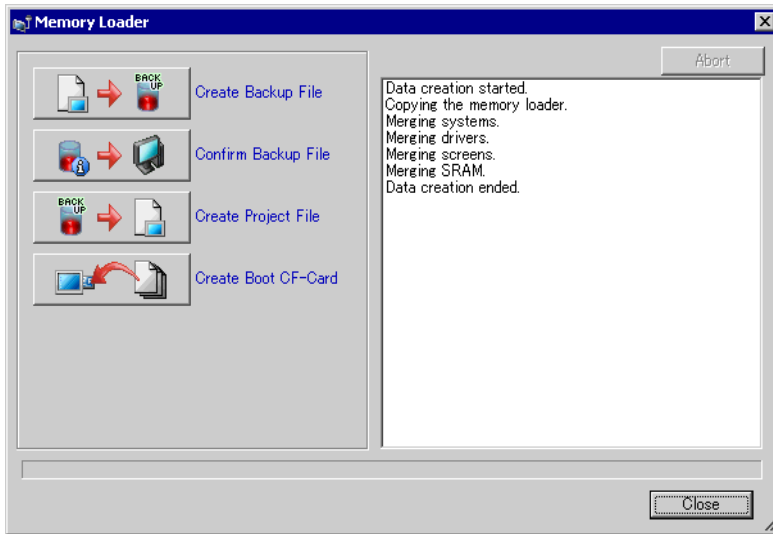 Memory Loader
Abort
BACK
UP
Create Backup File
Confirm Backup File
BACK
UP
Create Project File
Create Boot CF-Card
Data creation started.
Copying the memory loader.
Merging systems.
Merging drivers.
Merging screens.
Merging SRAM.
Data creation ended.
Close